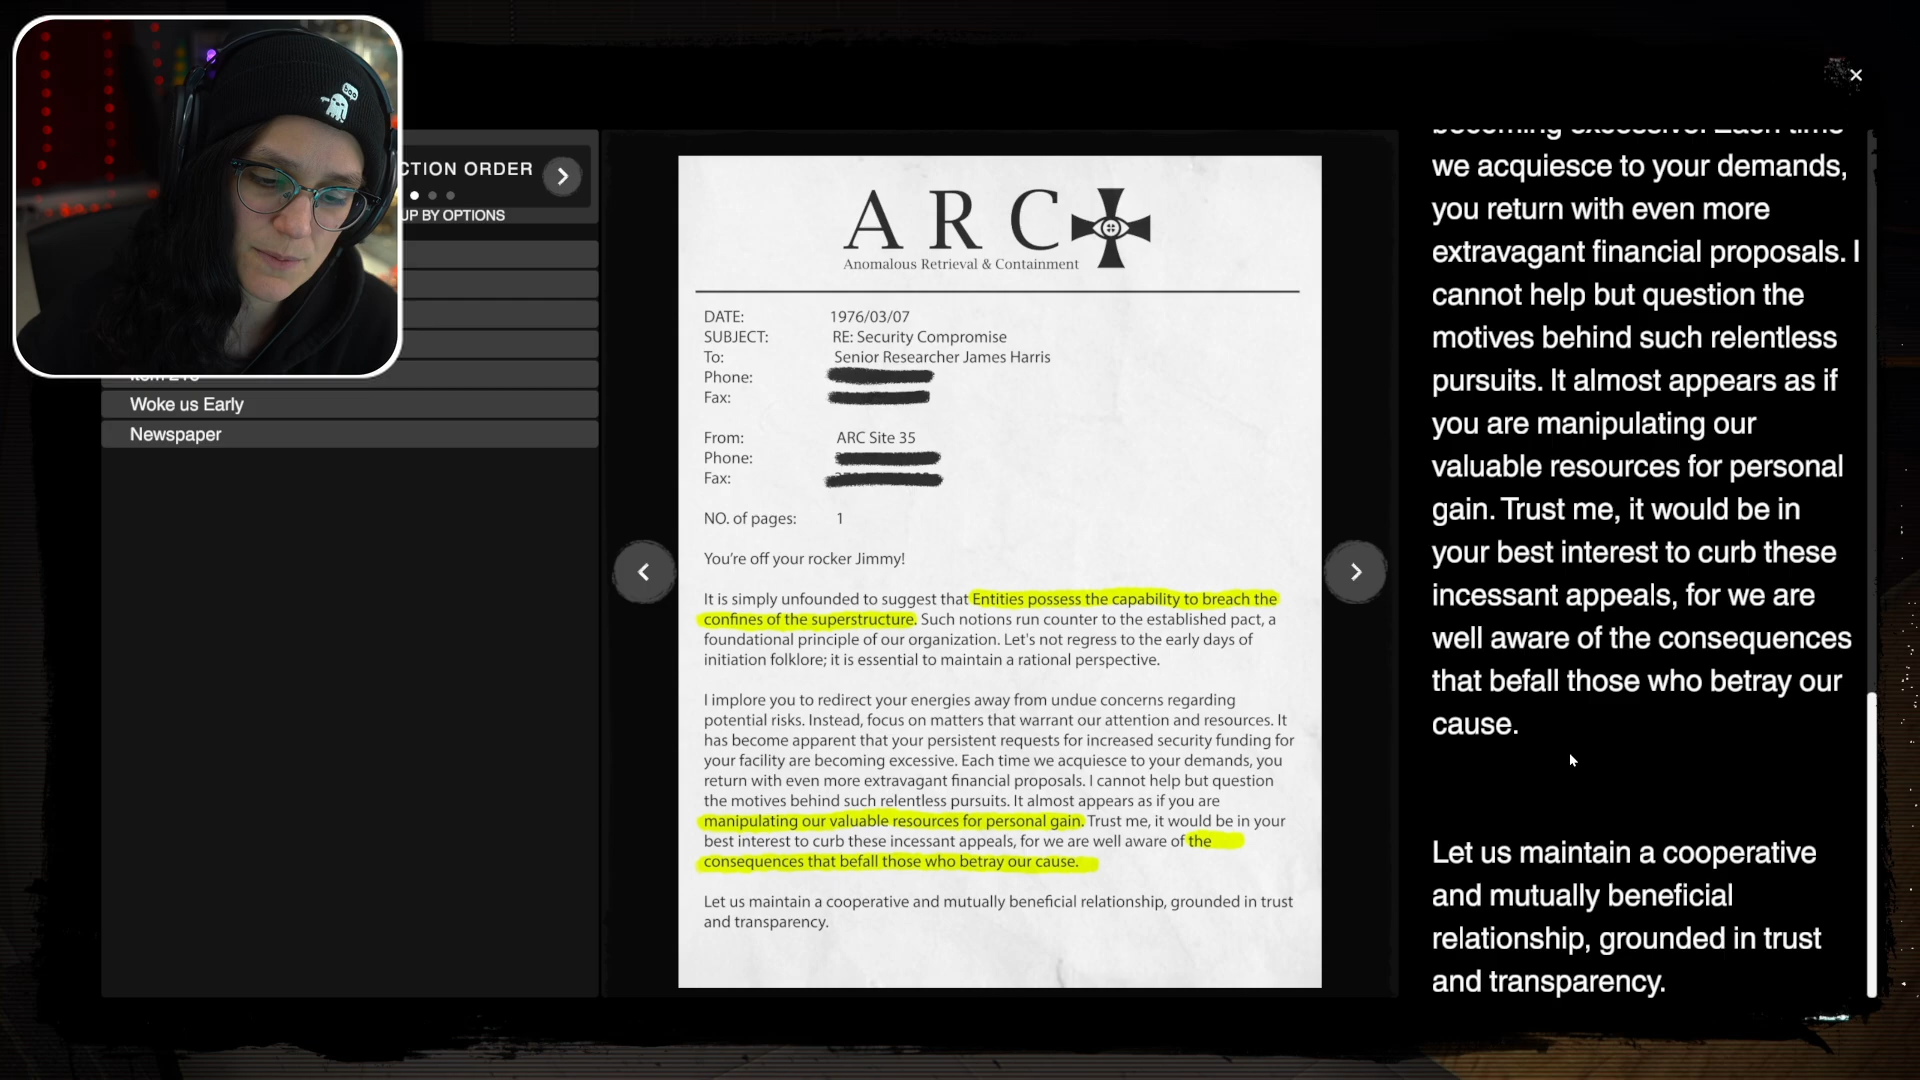 boo
CTION ORDER
UP BY OPTIONS
Woke us Early
Newspaper
A R C
Anomalous Retrieval & Containment
DATE: 1976/03/07
SUBJECT: RE: Security Compromise
To: Senior Researcher James Harris
Phone:
Fax:
From: ARC Site 35
Phone:
Fax:
NO. of pages: 1
You're off your rocker Jimmy!
It is simply unfounded to suggest that Entities possess the capability to breach the
confines of the superstructure. Such notions run counter to the established pact, a
foundational principle of our organization. Let's not regress to the early days of
initiation folklore; it is essential to maintain a rational perspective.
I implore you to redirect your energies away from undue concerns regarding
potential risks. Instead, focus on matters that warrant our attention and resources. It
has become apparent that your persistent requests for increased security funding for
your facility are becoming excessive. Each time we acquiesce to your demands, you
return with even more extravagant financial proposals. I cannot help but question
the motives behind such relentless pursuits. It almost appears as if you are
manipulating our valuable resources for personal gain. Trust me, it would be in your
best interest to curb these incessant appeals, for we are well aware of the
consequences that befall those who betray our cause.
Let us maintain a cooperative and mutually beneficial relationship, grounded in trust
and transparency.
becoming excessive. Each time
we acquiesce to your demands,
you return with even more
extravagant financial proposals. I
cannot help but question the
motives behind such relentless
pursuits. It almost appears as if
you are manipulating our
valuable resources for personal
gain. Trust me, it would be in
your best interest to curb these
incessant appeals, for we are
well aware of the consequences
that befall those who betray our
cause.
Let us maintain a cooperative
and mutually beneficial
relationship, grounded in trust
and transparency.